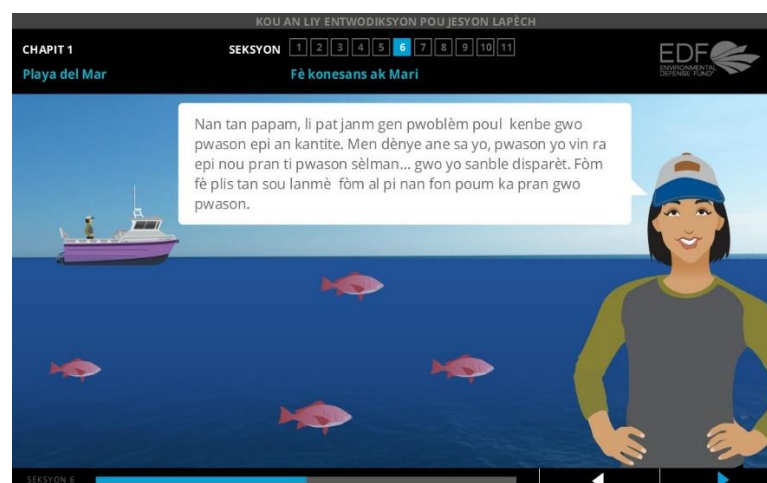 KOU AN LIY ENTWODIKSYON POU JESYON LAPÈCH
CHAPIT 1
SEKSYON 1 2 3 4 5 6 7 8 9 10 11
EDF
ENVIRONMENTAL
DEFENSE FUND®
Playa del Mar
Fè konesans ak Mari
Nan tan papam, li pat janm gen pwoblèm poul kenbe gwo
pwason epi an kantite. Men dènye ane sa yo, pwason yo vin ra
epi nou pran ti pwason sèlman... gwo yo sanble disparèt. Fòm
fè plis tan sou lanmè fòm al pi nan fon poum ka pran gwo
pwason.
SEKSYON 6